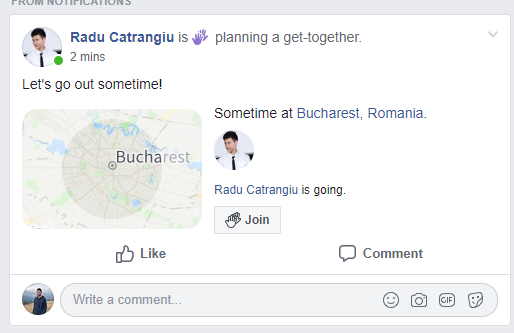 FROM NOTIFICATIONS
Radu Catrangiu is planning a get-together.
2 mins
Let's go out sometime!
Bucharest
Sometime at Bucharest, Romania.
Radu Catrangiu is going.
Join
Like
Comment
Write a comment...
GIF